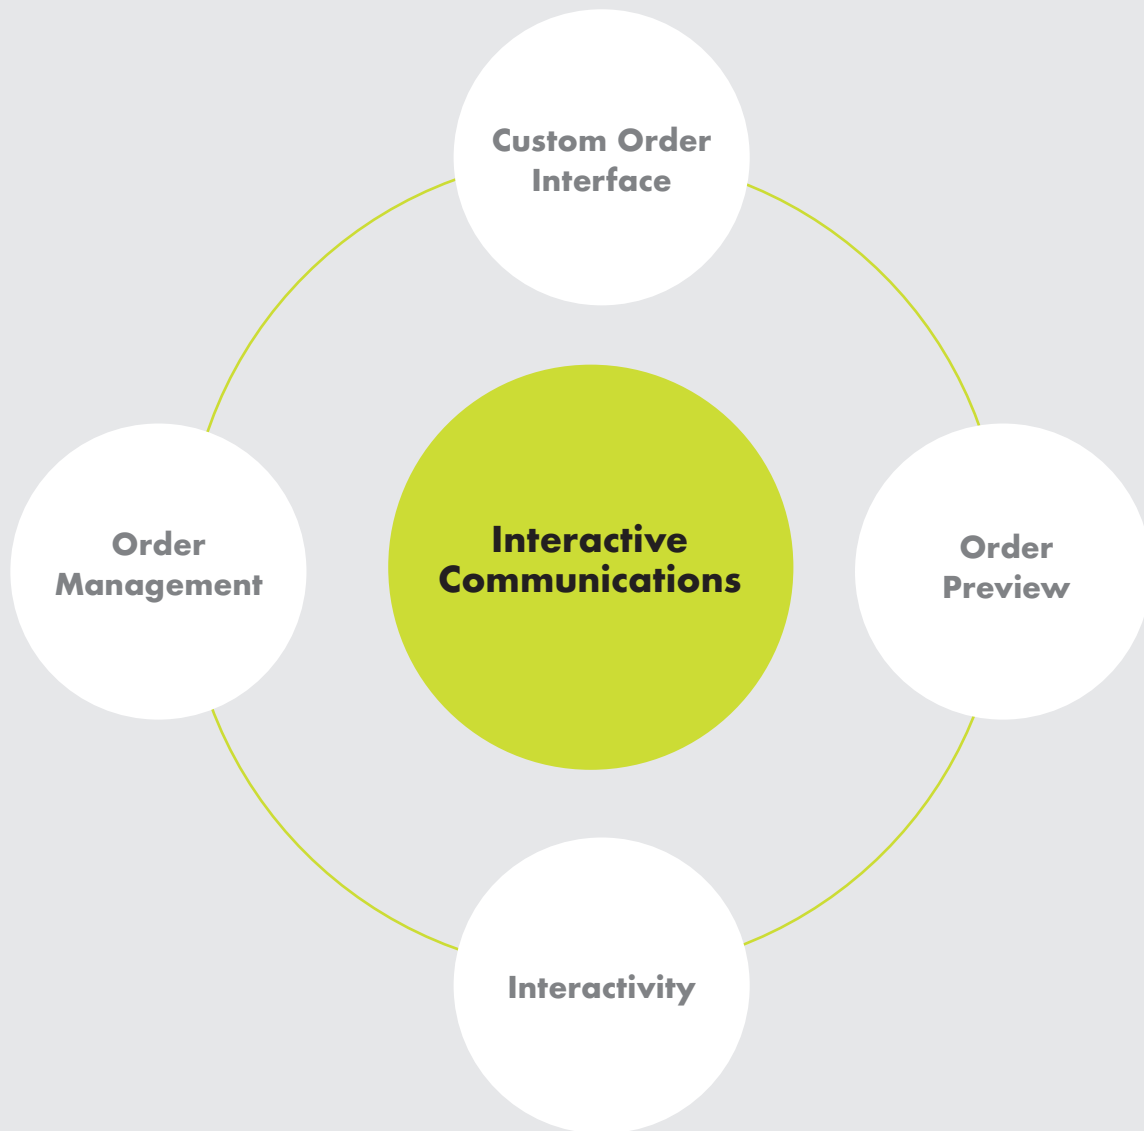 Custom Order
Interface
Order
Management
Interactive
Communications
Order
Preview
Interactivity